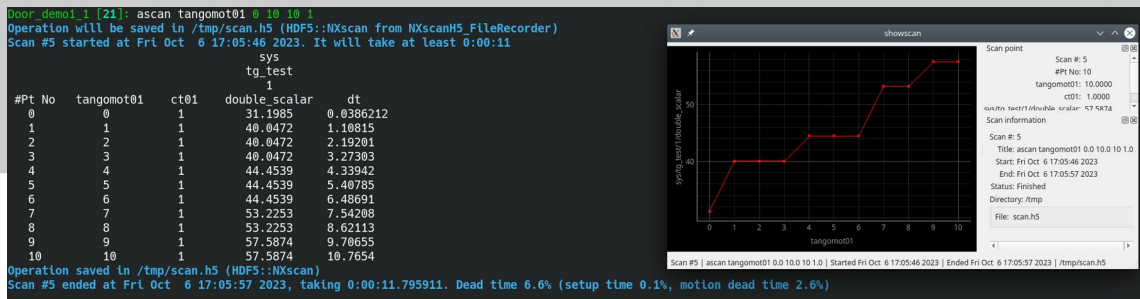 Door_demo1_1 [21]: ascan tangomot01 0 10 10 1
Operation will be saved in /tmp/scan.h5 (HDF5::NXscan from NXscanH5_FileRecorder)
Scan #5 started at Fri Oct  6 17:05:46 2023. It will take at least 0:00:11
sys
tg_test
1
#Pt No tangomot01 ct01 double_scalar dt
0 0 1 31.1985 0.0386212
1 1 1 40.0472 1.10815
2 2 1 40.0472 2.19201
3 3 1 40.0472 3.27303
4 4 1 44.4539 4.33942
5 5 1 44.4539 5.40785
6 6 1 44.4539 6.48691
7 7 1 53.2253 7.54208
8 8 1 53.2253 8.62113
9 9 1 57.5874 9.70655
10 10 1 57.5874 10.7654
Operation saved in /tmp/scan.h5 (HDF5::NXscan)
Scan #5 ended at Fri Oct  6 17:05:57 2023, taking 0:00:11.795911. Dead time 6.6% (setup time 0.1%, motion dead time 2.6%)
showscan
sys/tg_test/1/double_scalar
50
40
0 1 2 3 4 5 6 7 8 9 10
tangomot01
Scan point
Scan #: 5
#Pt No: 10
tangomot01: 10.0000
ct01: 1.0000
sys/tg_test/1/double_scalar: 57.5874
Scan information
Scan #: 5
Title: ascan tangomot01 0.0 10.0 10 1.0
Start: Fri Oct 6 17:05:46 2023
End: Fri Oct 6 17:05:57 2023
Status: Finished
Directory: /tmp
File: scan.h5
Scan #5 | ascan tangomot01 0.0 10.0 10 1.0 | Started Fri Oct 6 17:05:46 2023 | Ended Fri Oct 6 17:05:57 2023 | /tmp/scan.h5